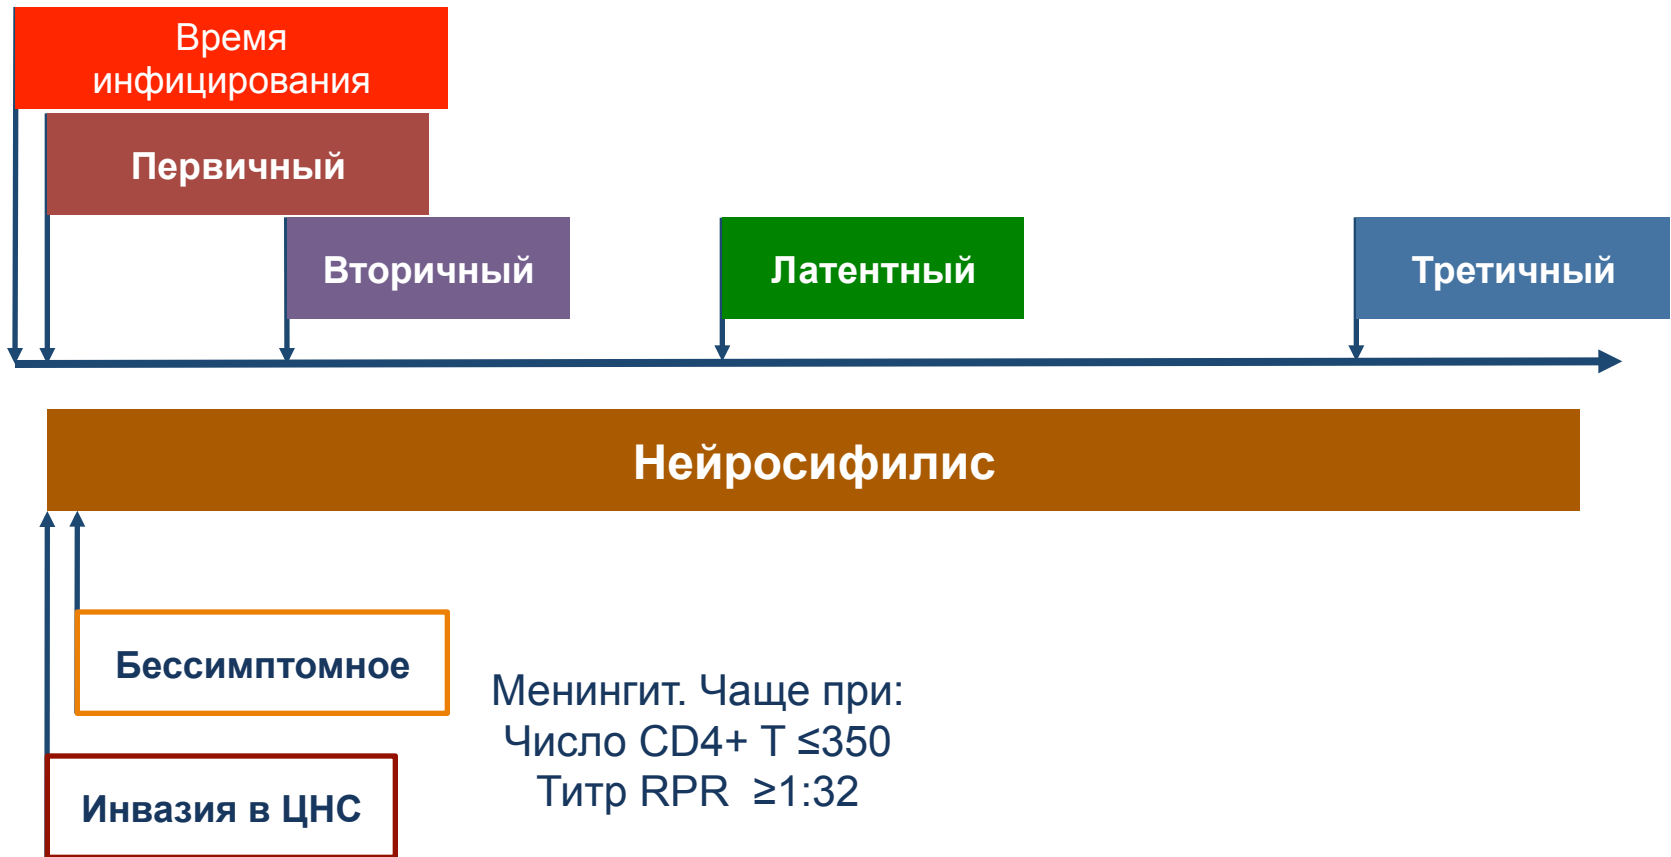 Время
инфицирования
Первичный
Вторичный
Латентный
Третичный
Нейросифилис
Бессимптомное
Менингит. Чаще при:
Число CD4+ T ≤350
Титр RPR ≥1:32
Инвазия в ЦНС